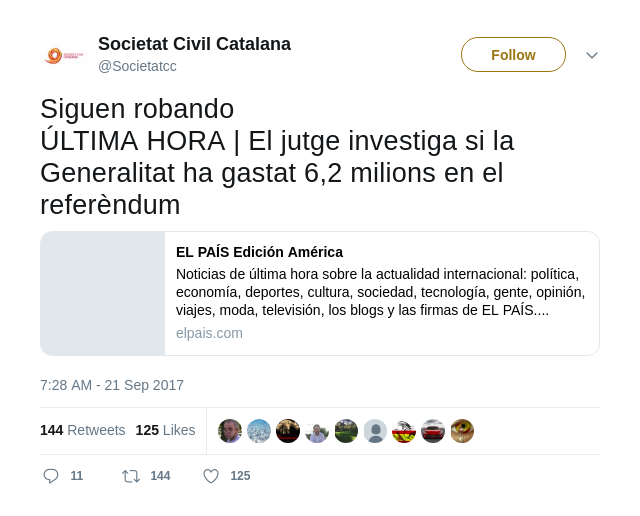 Societat Civil Catalana
@Societatcc
Follow
Siguen robando
ÚLTIMA HORA | El jutge investiga si la
Generalitat ha gastat 6,2 milions en el
referèndum
EL PAÍS Edición América
Noticias de última hora sobre la actualidad internacional: política,
economía, deportes, cultura, sociedad, tecnología, gente, opinión,
viajes, moda, televisión, los blogs y las firmas de EL PAÍS....
elpais.com
7:28 AM - 21 Sep 2017
144 Retweets 125 Likes
11 144 125